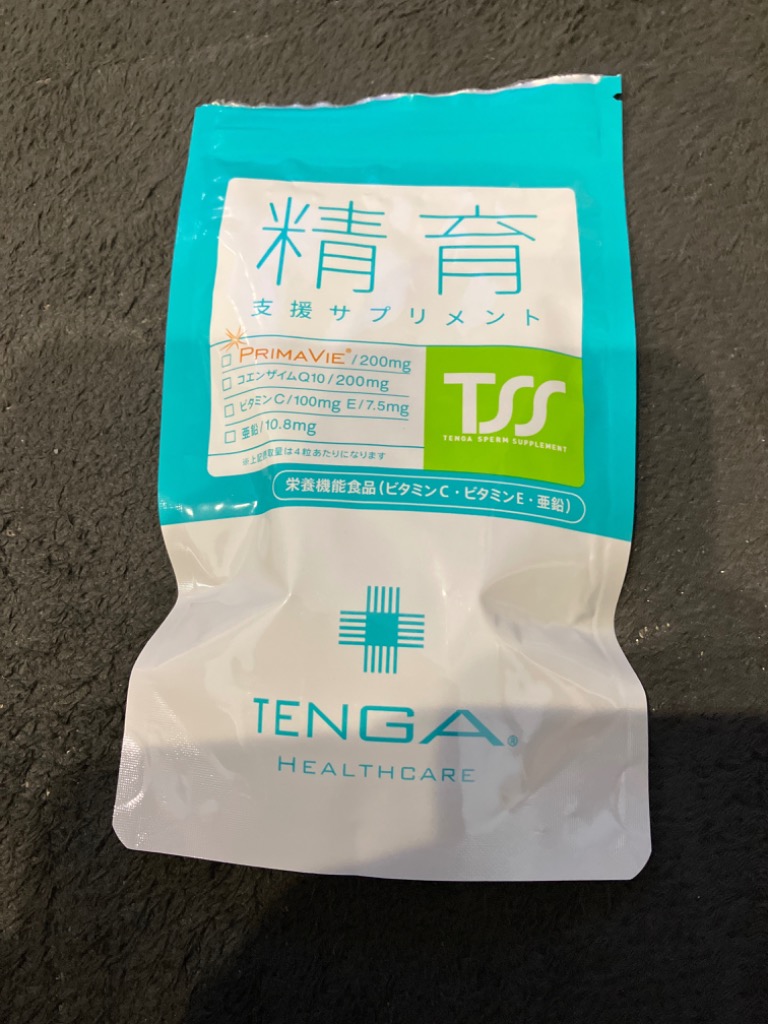 精育
支援サプリメント
□ PRIMAVIE®/200mg
□ コエンザイムQ10/200mg
□ ビタミンC/100mg E/7.5mg
□ 亜鉛/10.8mg
※上記摂取量は4粒あたりになります
TSS
TENGA SPERM SUPPLEMENT
栄養機能食品(ビタミンC・ビタミンE・亜鉛)
TENGA®
HEALTHCARE